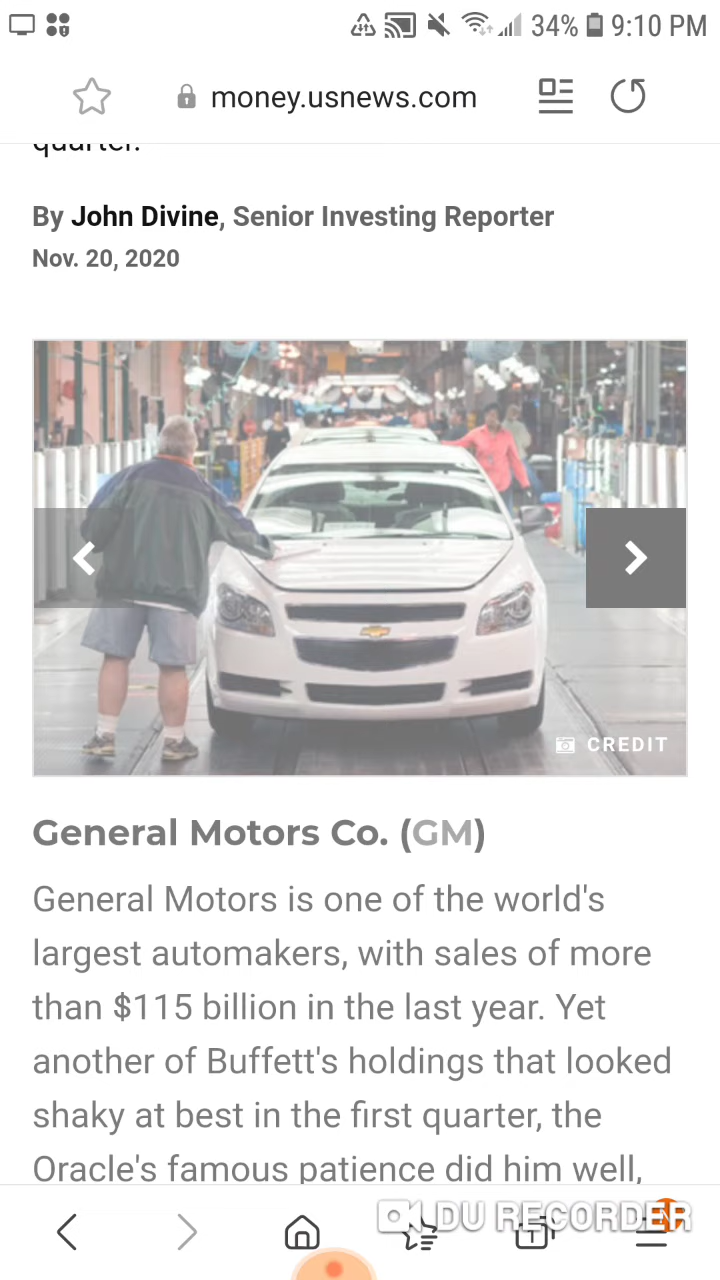 34% 9:10 PM
money.usnews.com
quarter.
By John Divine, Senior Investing Reporter
Nov. 20, 2020
CREDIT
General Motors Co. (GM)
General Motors is one of the world's
largest automakers, with sales of more
than $115 billion in the last year. Yet
another of Buffett's holdings that looked
shaky at best in the first quarter, the
Oracle's famous patience did him well,
DU RECORDER
T
N